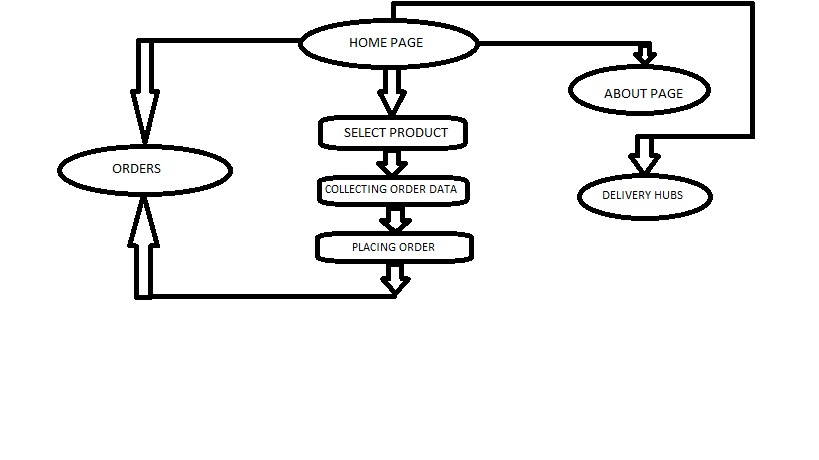 HOME PAGE
ABOUT PAGE
SELECT PRODUCT
ORDERS
COLLECTING ORDER DATA
DELIVERY HUBS
PLACING ORDER